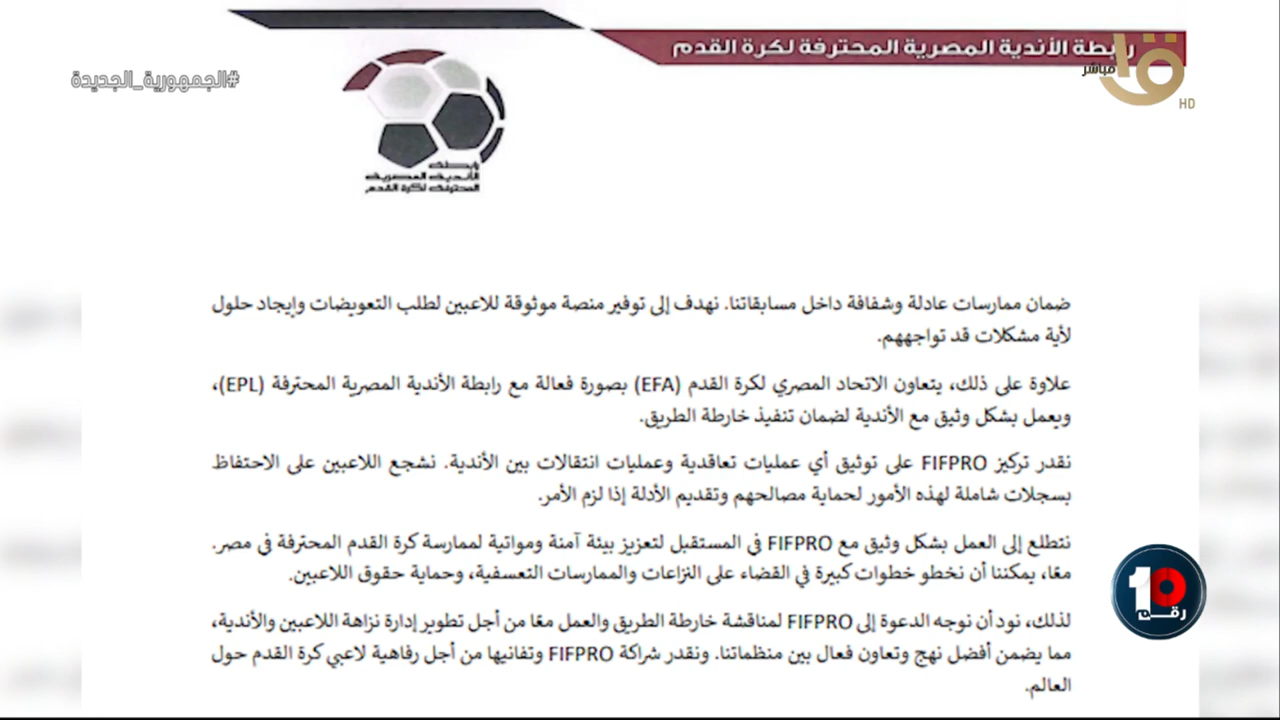 رابطة الأندية المصرية المحترفة لكرة القدم
مباشر
HD
#الجمهورية_الجديدة
رابطة
الأندية المصرية
المحترفة لكرة القدم
ضمان ممارسات عادلة وشفافة داخل مسابقاتنا. نهدف إلى توفير منصة موثوقة للاعبين لطلب التعويضات وإيجاد حلول
لأية مشكلات قد تواجههم.
علاوة على ذلك، يتعاون الاتحاد المصري لكرة القدم (EFA) بصورة فعالة مع رابطة الأندية المصرية المحترفة (EPL)،
ويعمل بشكل وثيق مع الأندية لضمان تنفيذ خارطة الطريق.
نقدر تركيز FIFPRO على توثيق أي عمليات تعاقدية وعمليات انتقالات بين الأندية. نشجع اللاعبين على الاحتفاظ
بسجلات شاملة لهذه الأمور لحماية مصالحهم وتقديم الأدلة إذا لزم الأمر.
نتطلع إلى العمل بشكل وثيق مع FIFPRO في المستقبل لتعزيز بيئة آمنة ومواتية لممارسة كرة القدم المحترفة في مصر.
معًا، يمكننا أن نخطو خطوات كبيرة في القضاء على النزاعات والممارسات التعسفية، وحماية حقوق اللاعبين.
لذلك، نود أن نوجه الدعوة إلى FIFPRO لمناقشة خارطة الطريق والعمل معًا من أجل تطوير إدارة نزاهة اللاعبين والأندية،
مما يضمن أفضل نهج وتعاون فعال بين منظماتنا. ونقدر شراكة FIFPRO وتفانيها من أجل رفاهية لاعبي كرة القدم حول
العالم.
10
رقم